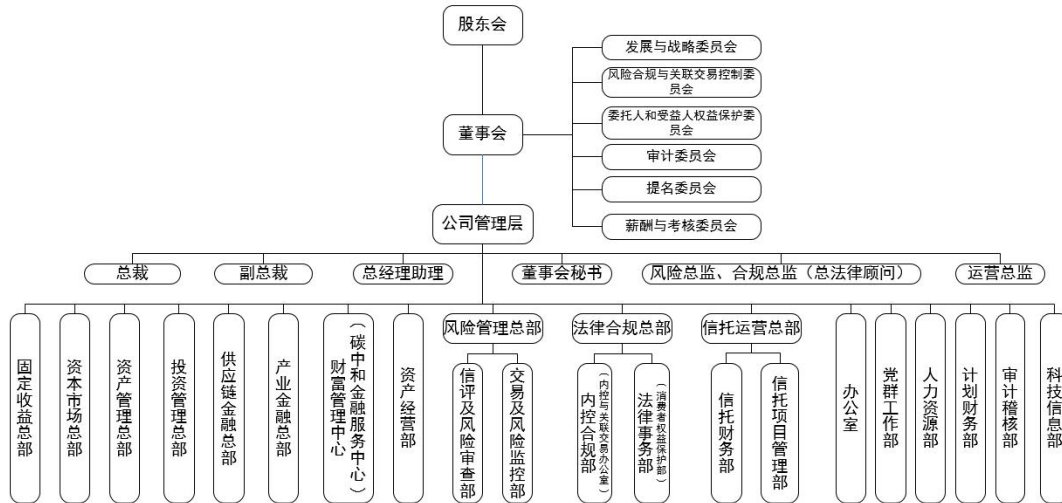 股东会
发展与战略委员会
风险合规与关联交易控制委
员会
委托人和受益人权益保护委
员会
董事会
审计委员会
提名委员会
薪酬与考核委员会
公司管理层
总裁
副总裁
总经理助理
董事会秘书
风险总监、合规总监（总法律顾问）
运营总监
固定收益总部
资本市场总部
资产管理总部
投资管理总部
供应链金融总部
产业金融总部
财富管理中心
（碳中和金融服务中心）
资产经营部
风险管理总部
信评及风险审查部
交易及风险监控部
法律合规总部
内控合规部
（内控与关联交易办公室）
法律事务部
（消费者权益保护部）
信托运营总部
信托财务部
信托项目管理部
办公室
党群工作部
人力资源部
计划财务部
审计稽核部
科技信息部